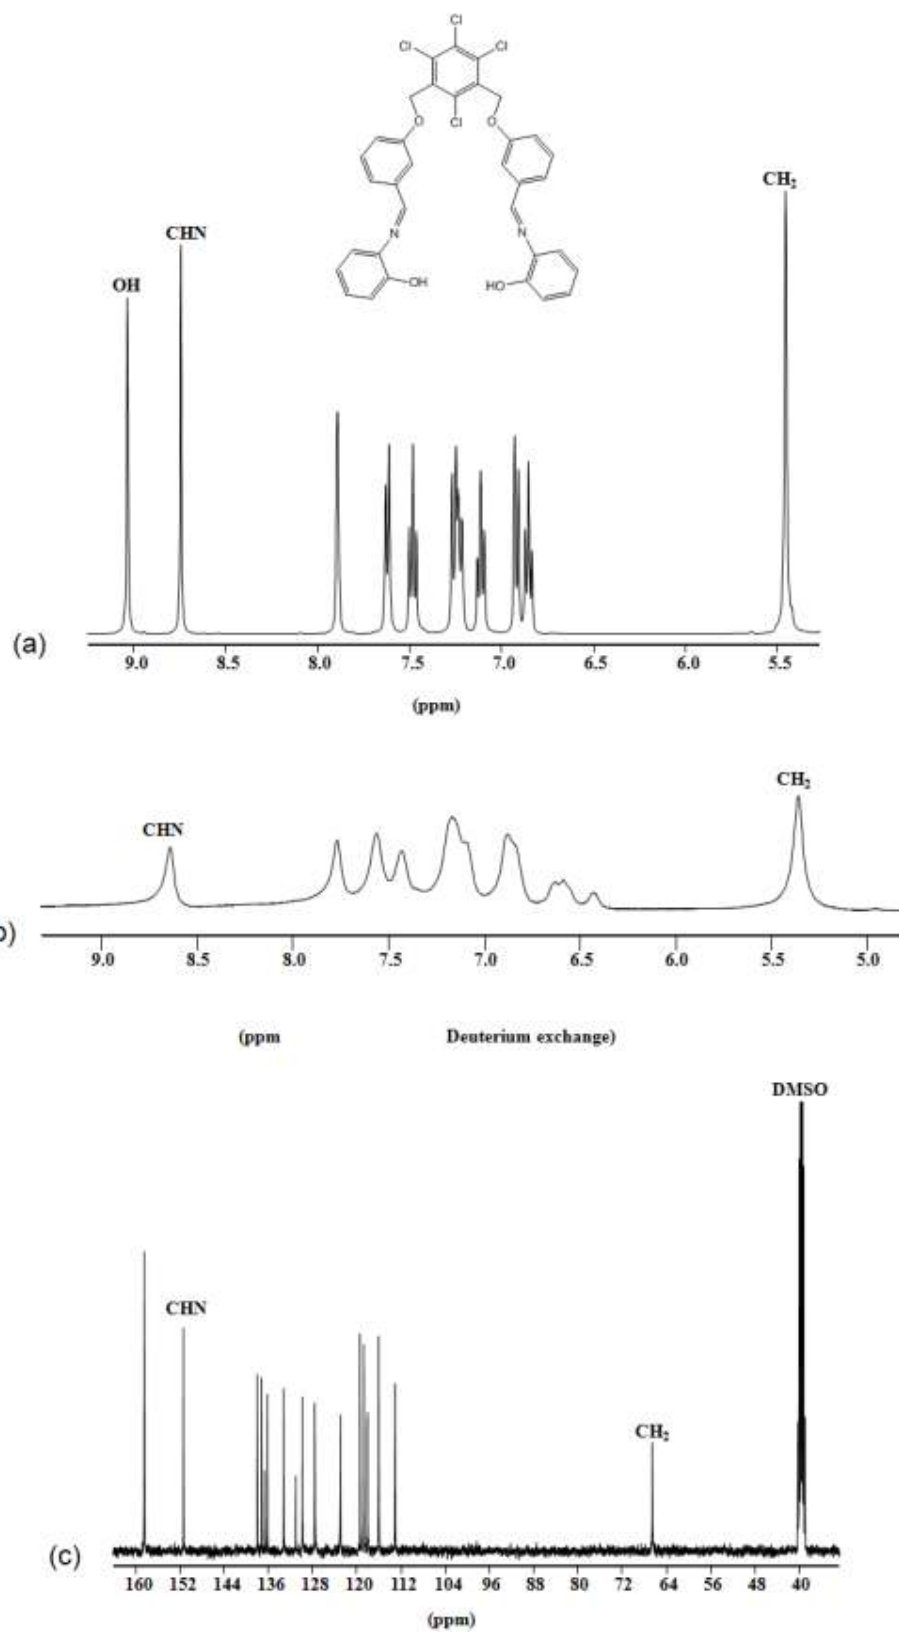 Cl
Cl Cl
Cl
O O
N N
OH HO
CH₂
CHN
OH
(a)
9.0 8.5 8.0 7.5 7.0 6.5 6.0 5.5
(ppm)
CH₂
CHN
b)
9.0 8.5 8.0 7.5 7.0 6.5 6.0 5.5 5.0
(ppm Deuterium exchange)
DMSO
CHN
CH₂
(c)
160 152 144 136 128 120 112 104 96 88 80 72 64 56 48 40
(ppm)